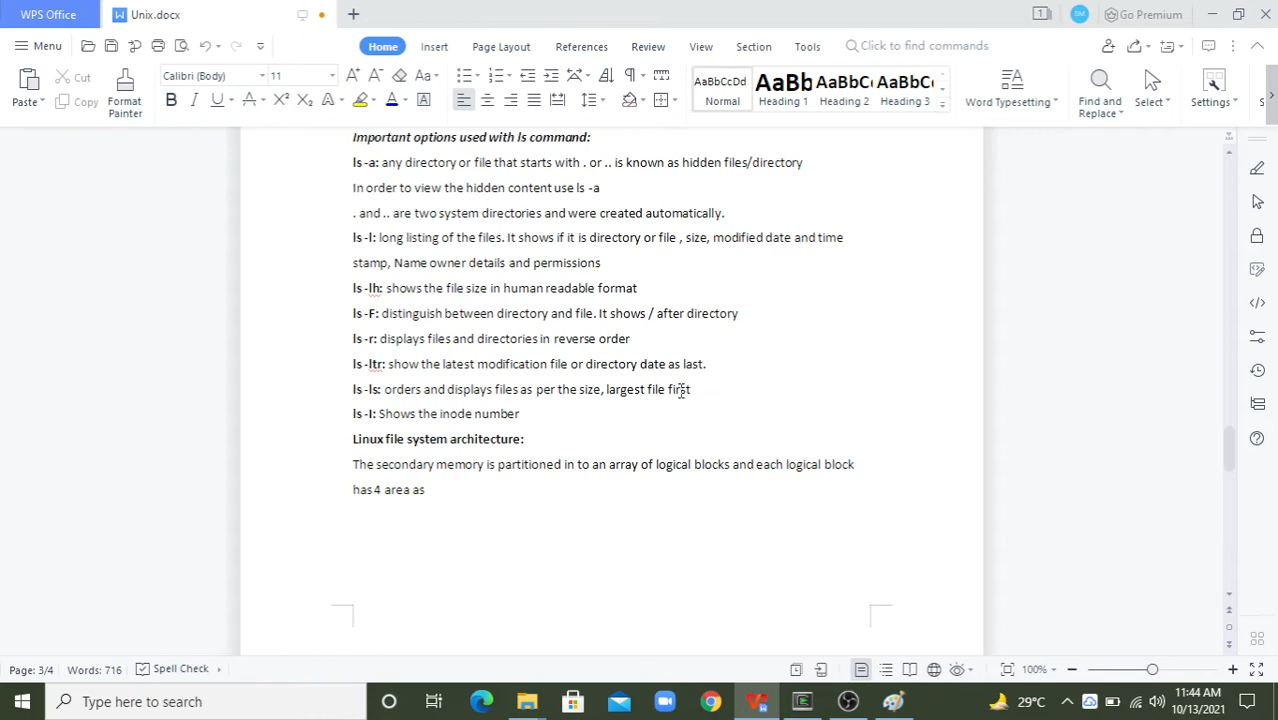 WPS Office Unix.docx 1 BM Go Premium
Menu Home Insert Page Layout References Review View Section Tools Click to find commands
Paste Cut Copy Format Painter Calibri (Body) 11 AaBbCcDd Normal AaBb Heading 1 AaBbC Heading 2 AaBbC Heading 3 Word Typesetting Find and Replace Select Settings
Important options used with ls command:
ls -a: any directory or file that starts with . or .. is known as hidden files/directory
In order to view the hidden content use ls -a
. and .. are two system directories and were created automatically.
ls -l: long listing of the files. It shows if it is directory or file , size, modified date and time
stamp, Name owner details and permissions
ls -lh: shows the file size in human readable format
ls -F: distinguish between directory and file. It shows / after directory
ls -r: displays files and directories in reverse order
ls -ltr: show the latest modification file or directory date as last.
ls -ls: orders and displays files as per the size, largest file first
ls -I: Shows the inode number
Linux file system architecture:
The secondary memory is partitioned in to an array of logical blocks and each logical block
has 4 area as
Page: 3/4 Words: 716 Spell Check 100%
Type here to search 29°C 11:44 AM
10/13/2021